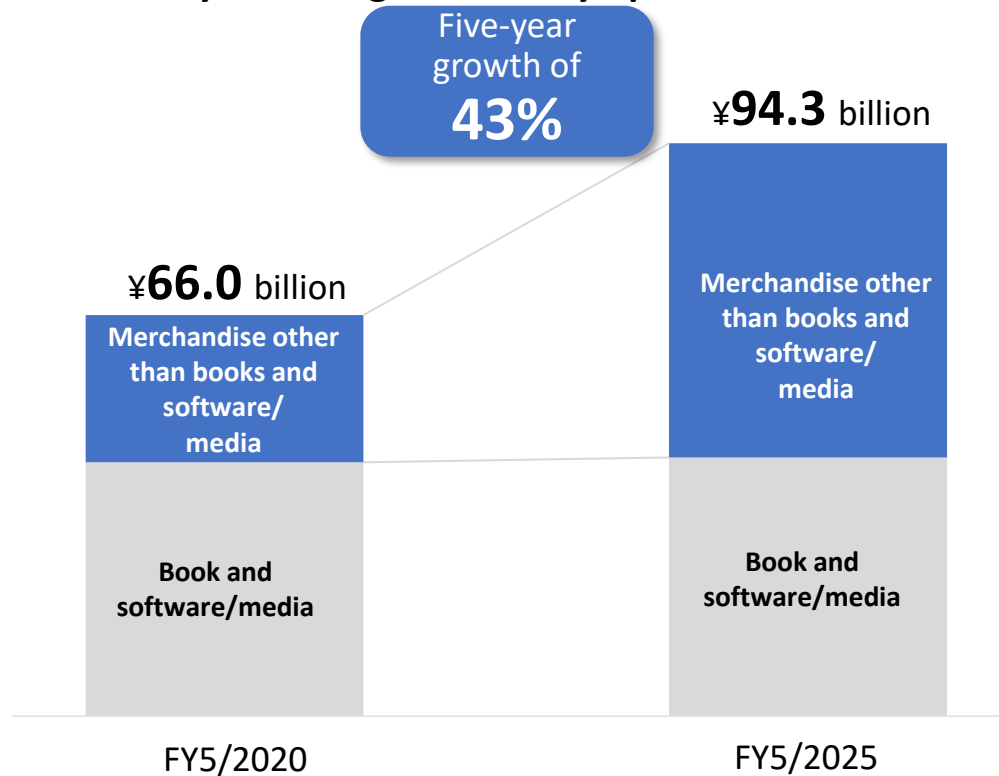 Five-year
growth of
43%
¥94.3 billion
¥66.0 billion
Merchandise other
than books and
software/
media
Merchandise other
than books and
software/
media
Book and
software/media
Book and
software/media
FY5/2020
FY5/2025